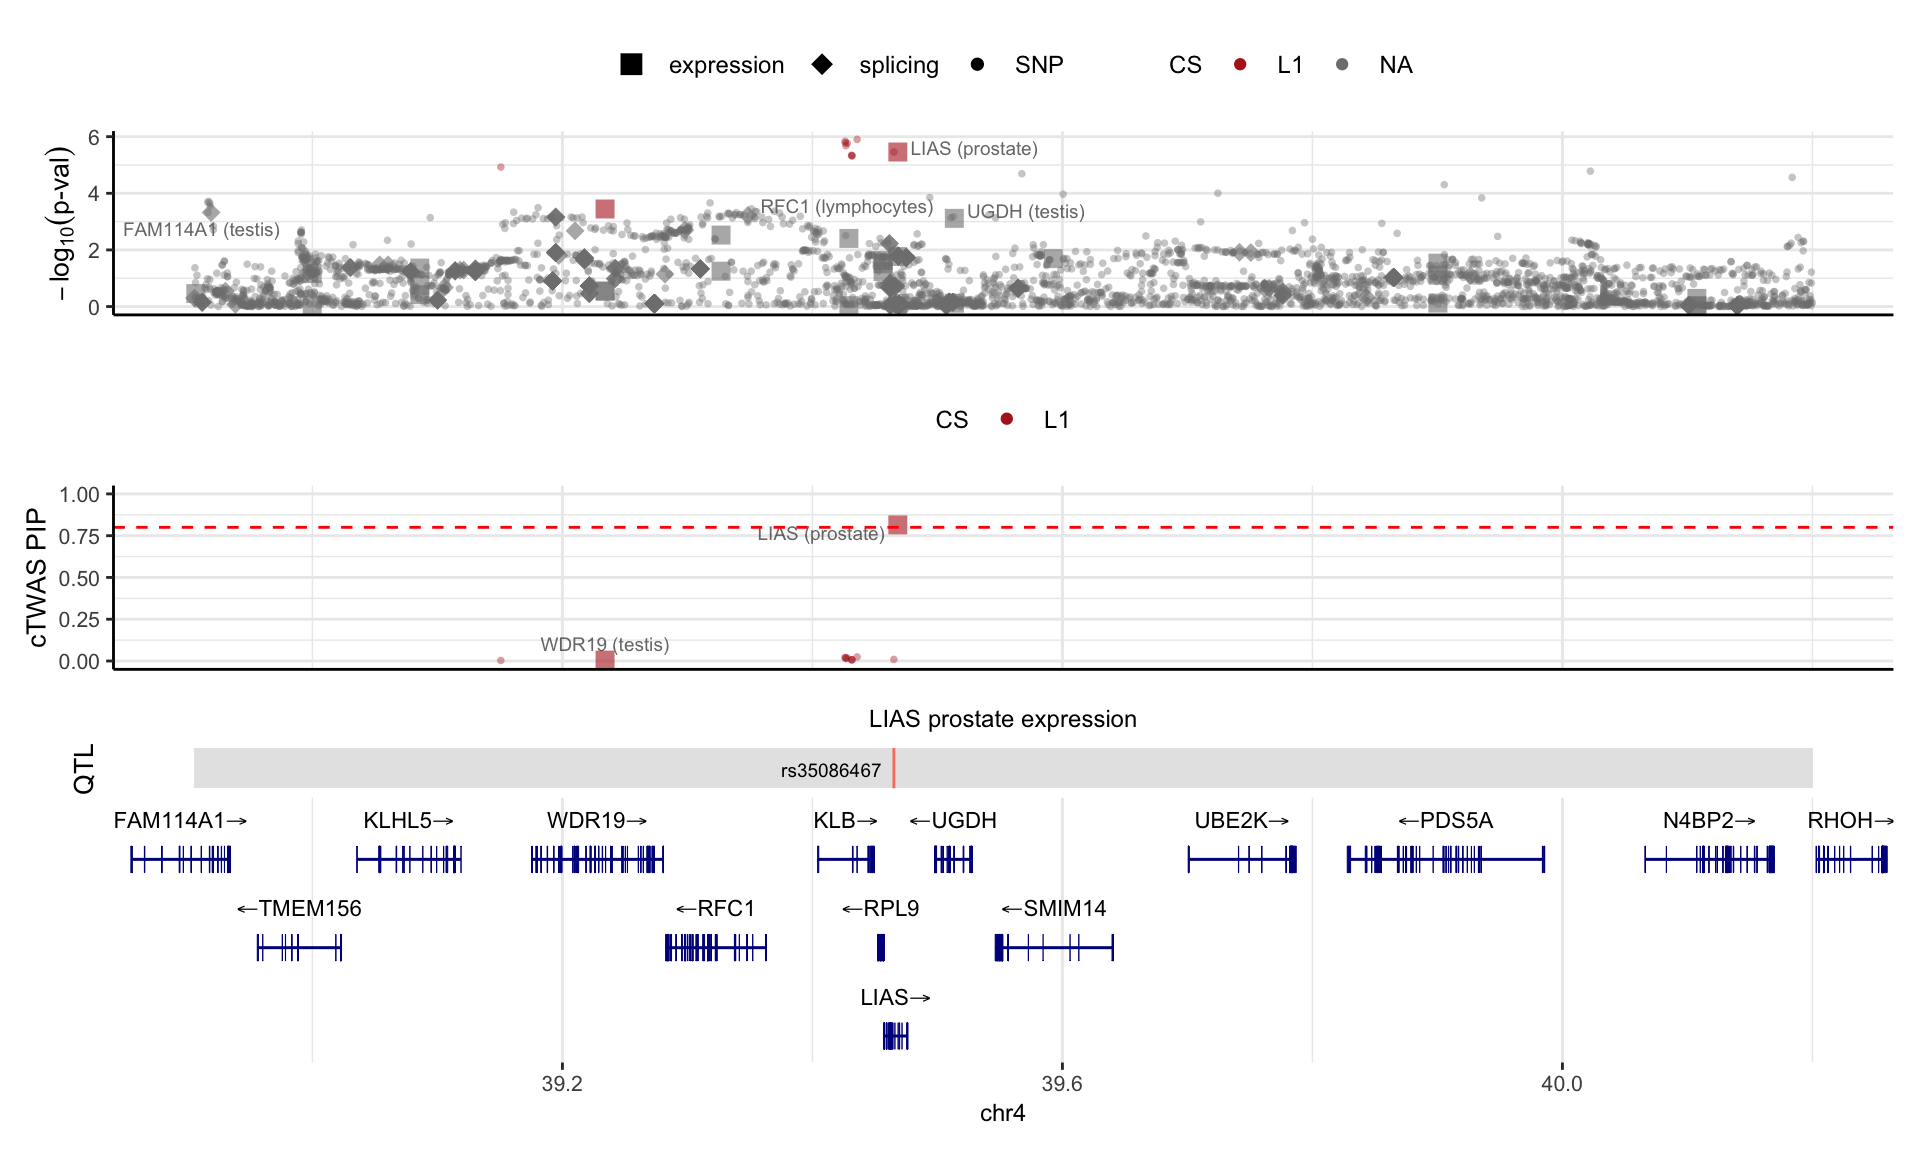 expression splicing SNP CS L1 NA
−log10(p-val)
6
4
2
0
LIAS (prostate)
RFC1 (lymphocytes)
UGDH (testis)
FAM114A1 (testis)
CS L1
cTWAS PIP
1.00
0.75
0.50
0.25
0.00
LIAS (prostate)
WDR19 (testis)
LIAS prostate expression
QTL
rs35086467
FAM114A1→ KLHL5→ WDR19→ KLB→ ←UGDH UBE2K→ ←PDS5A N4BP2→ RHOH→
←TMEM156 ←RFC1 ←RPL9 ←SMIM14
LIAS→
39.2 39.6 40.0
chr4